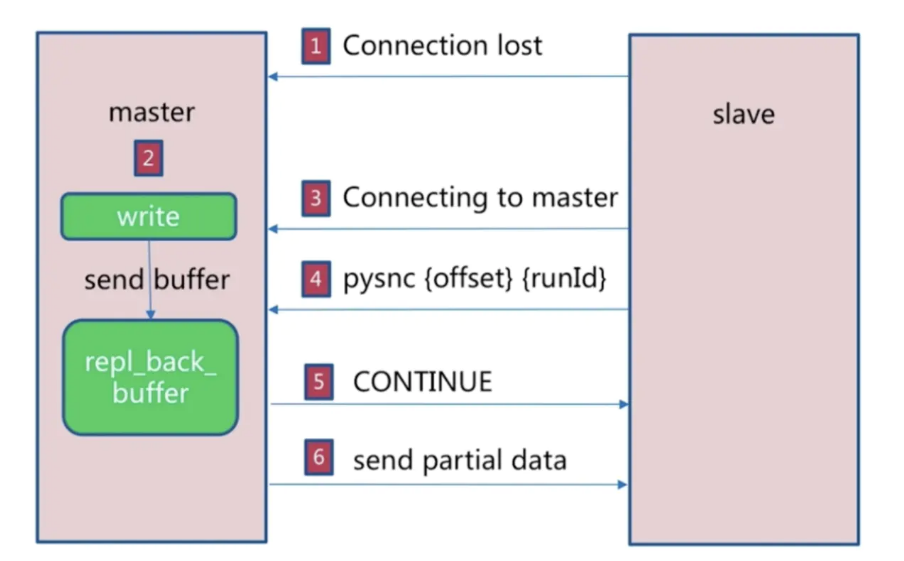 1 Connection lost
master
slave
2
3 Connecting to master
write
4 pysnc {offset} {runId}
send buffer
repl_back_
buffer
5 CONTINUE
6 send partial data